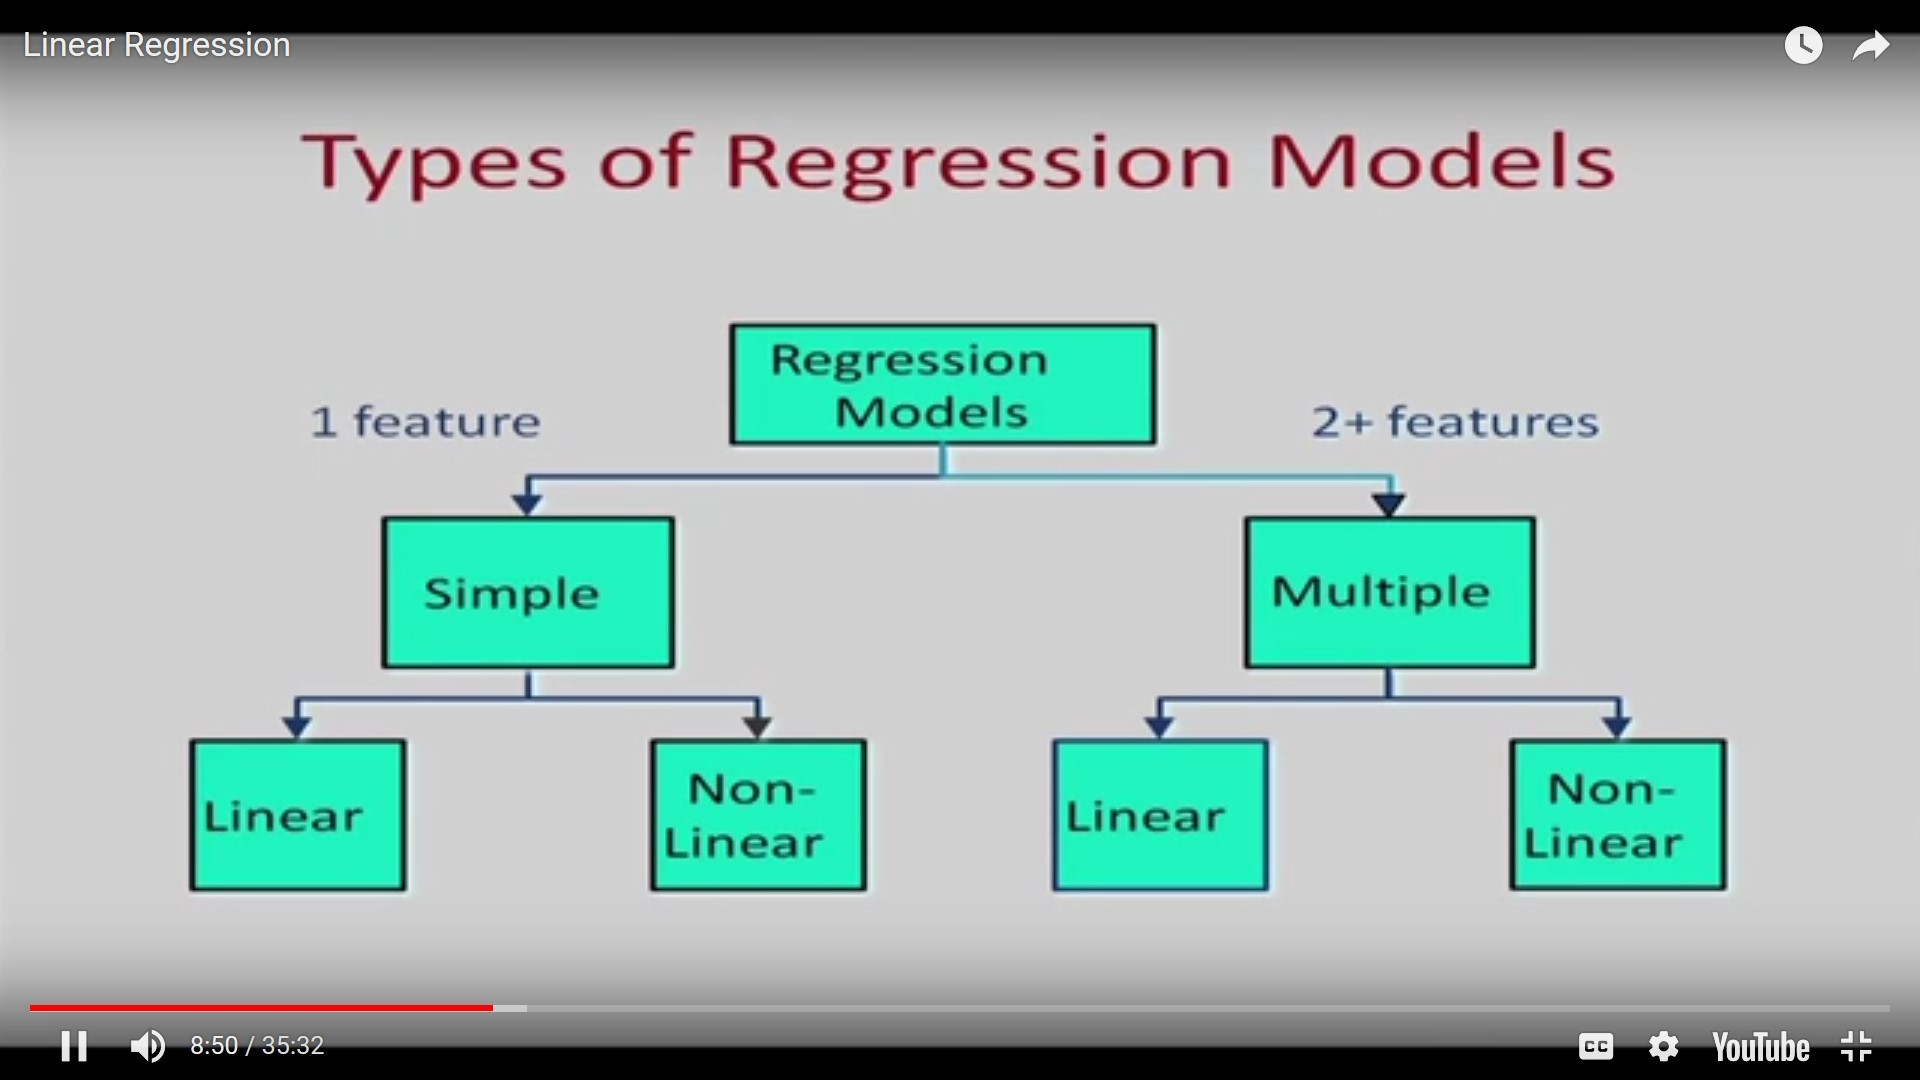 Linear Regression
Types of Regression Models
Regression
Models
1 feature
2+ features
Simple
Multiple
Linear
Non-
Linear
Linear
Non-
Linear
8:50 / 35:32
CC
YouTube